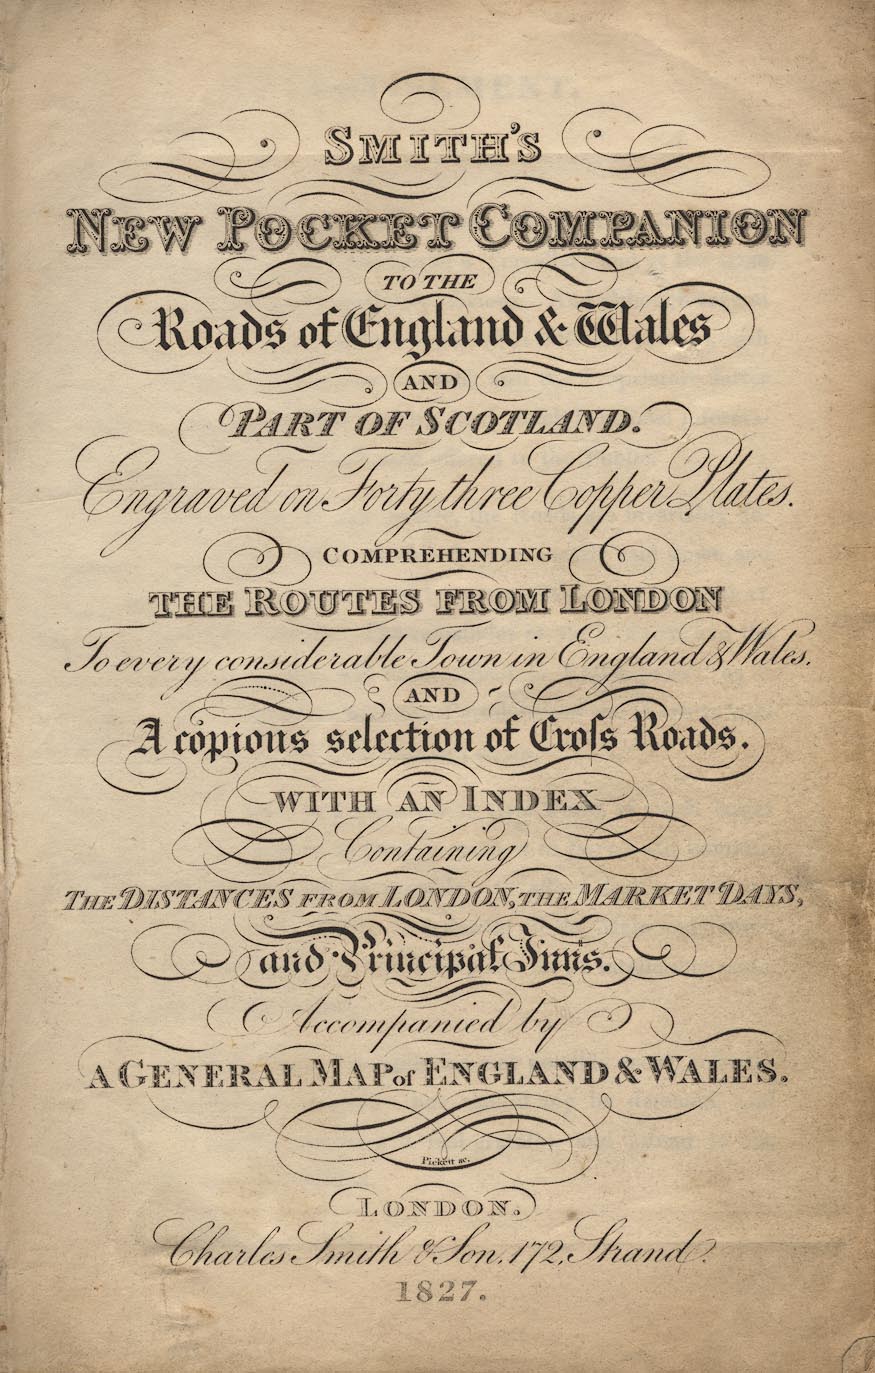 SMITH'S
NEW POCKET COMPANION
TO THE
Roads of England & Wales
AND
PART OF SCOTLAND.
Engraved on Forty three Copper Plates.
COMPREHENDING
THE ROUTES FROM LONDON
To every considerable Town in England & Wales.
AND
A copious selection of Croſs Roads.
WITH AN INDEX
Containing
THE DISTANCES FROM LONDON, THE MARKET DAYS,
and Principal Inns.
Accompanied by
A GENERAL MAP of ENGLAND & WALES.
Pickett sc.
LONDON.
Charles Smith & Son, 172, Strand.
1827.